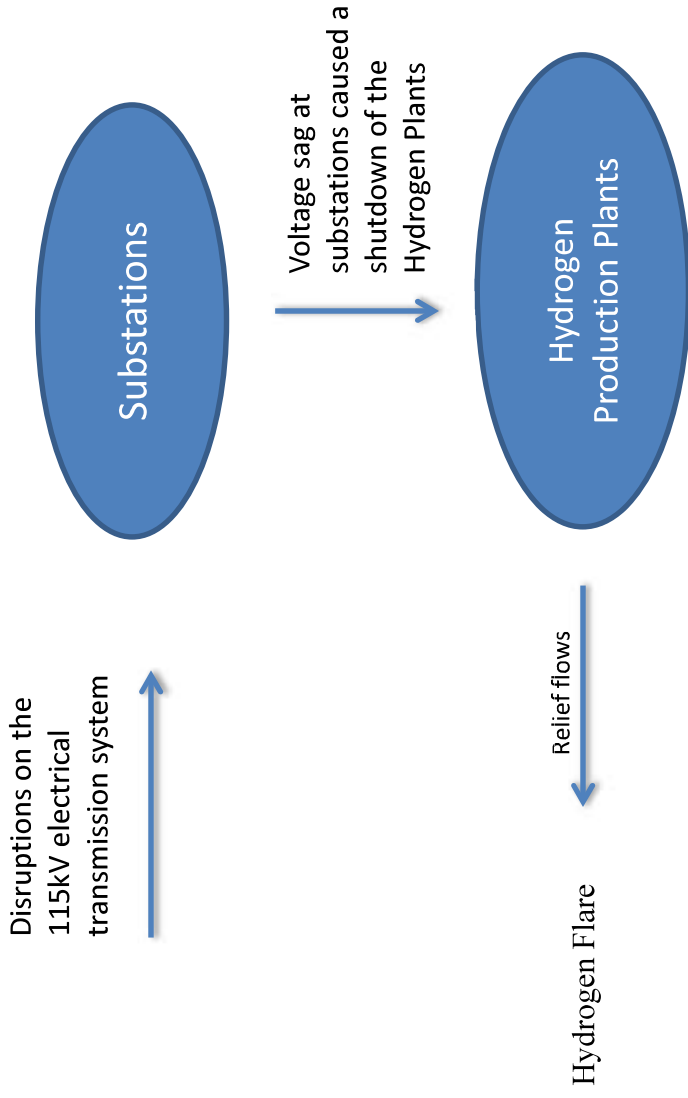 Disruptions on the
115kV electrical
transmission system
Substations
Voltage sag at
substations caused a
shutdown of the
Hydrogen Plants
Hydrogen
Production Plants
Relief flows
Hydrogen Flare